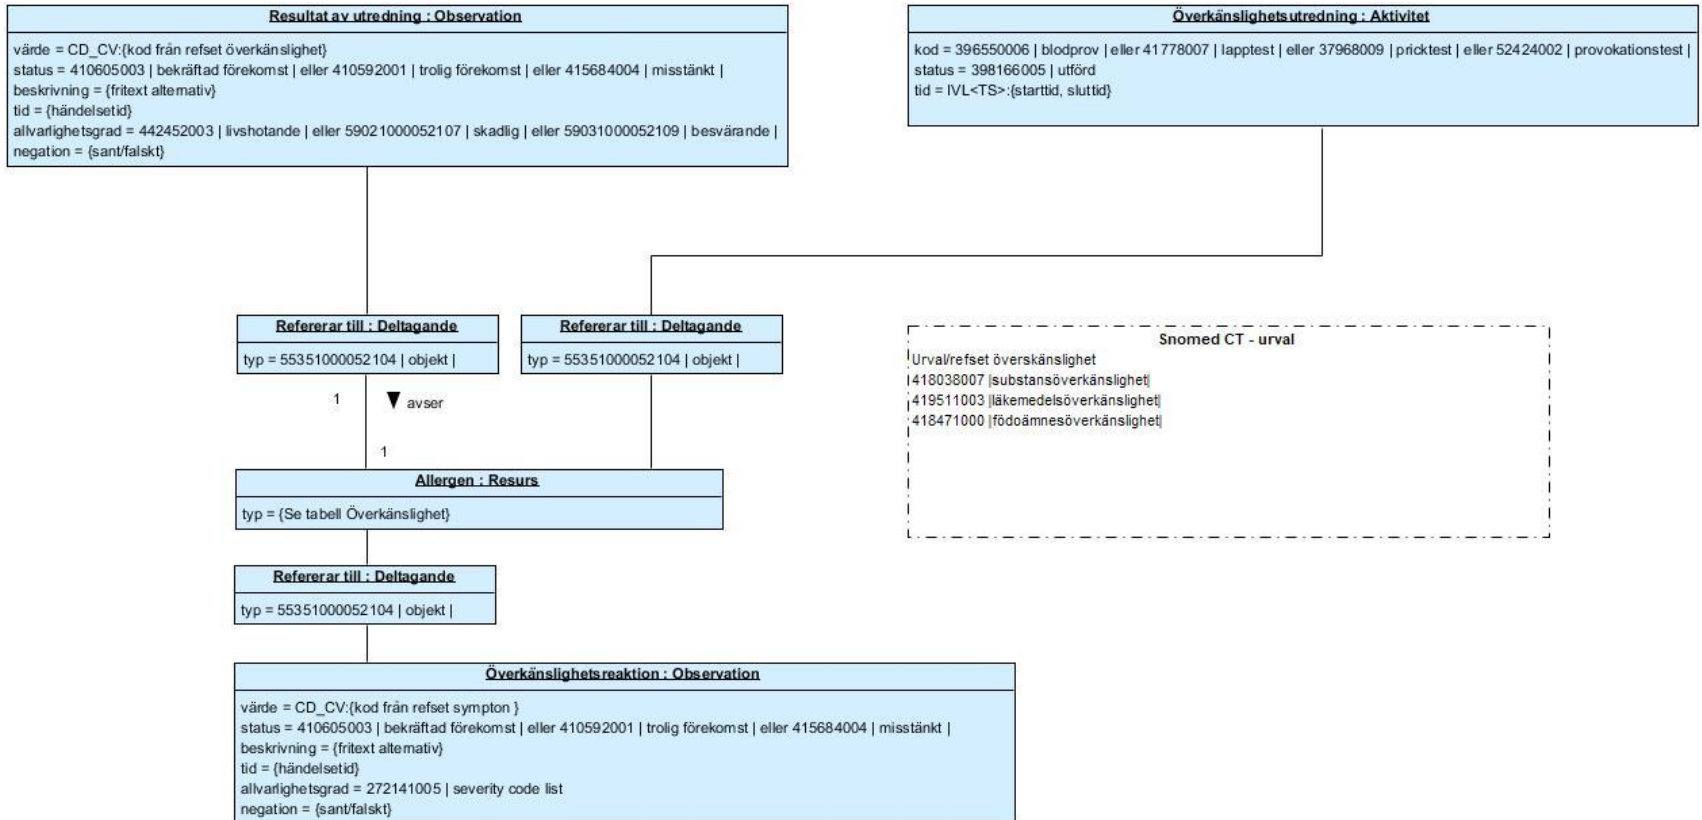 Resultat av utredning : Observation
värde = CD_CV:{kod från refset överkänslighet}
status = 410605003 | bekräftad förekomst | eller 410592001 | trolig förekomst | eller 415684004 | misstänkt |
beskrivning = {fritext alternativ}
tid = {händelsetid}
allvarlighetsgrad = 442452003 | livshotande | eller 59021000052107 | skadlig | eller 59031000052109 | besvärande |
negation = {sant/falskt}
Överkänslighetsutredning : Aktivitet
kod = 396550006 | blodprov | eller 41778007 | lapptest | eller 37968009 | pricktest | eller 52424002 | provokationstest |
status = 398166005 | utförd
tid = IVL<TS>:{starttid, sluttid}
Refererar till : Deltagande
typ = 55351000052104 | objekt |
Refererar till : Deltagande
typ = 55351000052104 | objekt |
1
avser
1
Snomed CT - urval
Urval/refset överskänslighet
418038007 |substansöverkänslighet|
419511003 |läkemedelsöverkänslighet|
418471000 |födoämnesöverkänslighet|
Allergen : Resurs
typ = {Se tabell Överkänslighet}
Refererar till : Deltagande
typ = 55351000052104 | objekt |
Överkänslighetsreaktion : Observation
värde = CD_CV:{kod från refset sympton }
status = 410605003 | bekräftad förekomst | eller 410592001 | trolig förekomst | eller 415684004 | misstänkt |
beskrivning = {fritext alternativ}
tid = {händelsetid}
allvarlighetsgrad = 272141005 | severity code list
negation = {sant/falskt}